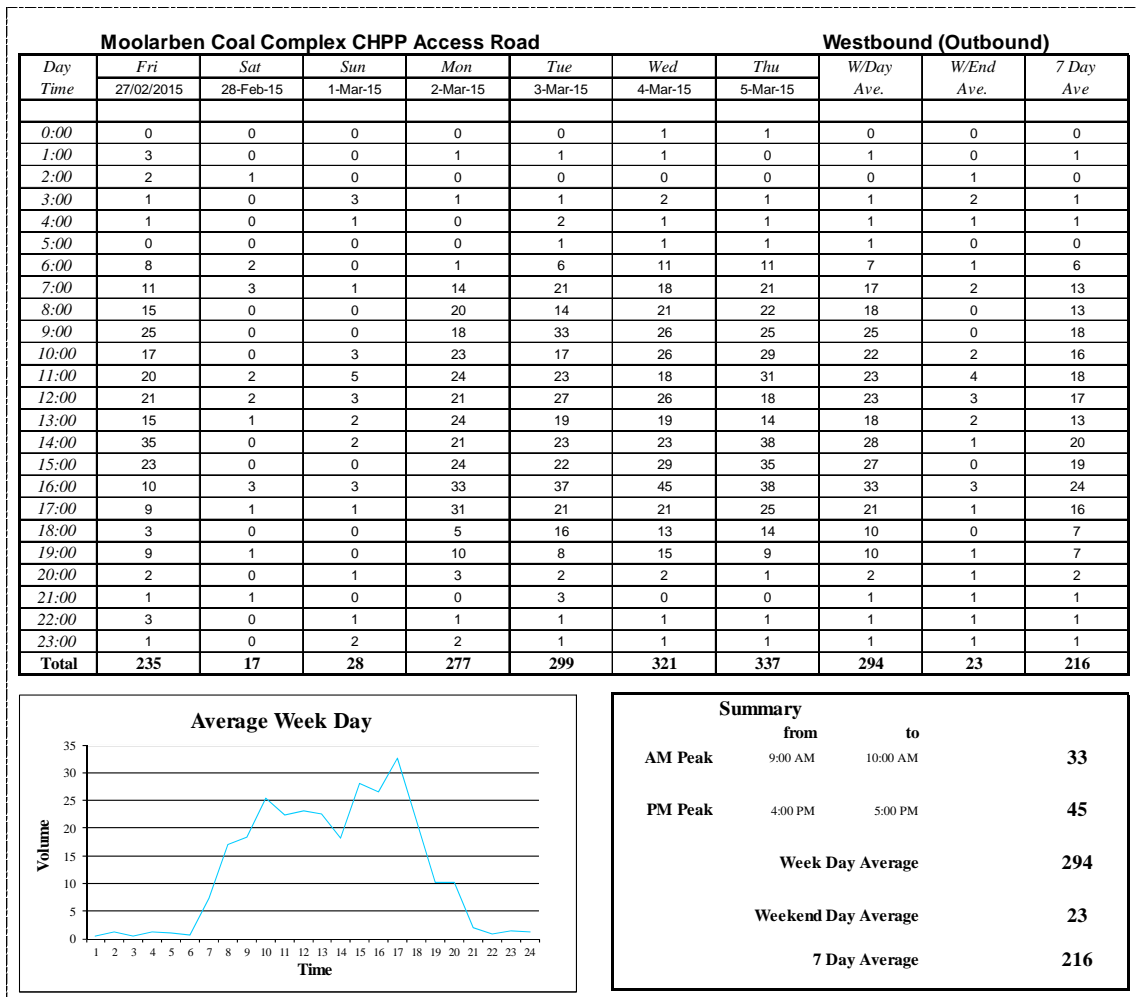 Moolarben Coal Complex CHPP Access Road Westbound (Outbound)
Day Fri Sat Sun Mon Tue Wed Thu W/Day W/End 7 Day
Time 27/02/2015 28-Feb-15 1-Mar-15 2-Mar-15 3-Mar-15 4-Mar-15 5-Mar-15 Ave. Ave. Ave
0:00 0 0 0 0 0 1 1 0 0 0
1:00 3 0 0 1 1 1 0 1 0 1
2:00 2 1 0 0 0 0 0 0 1 0
3:00 1 0 3 1 1 2 1 1 2 1
4:00 1 0 1 0 2 1 1 1 1 1
5:00 0 0 0 0 1 1 1 1 0 0
6:00 8 2 0 1 6 11 11 7 1 6
7:00 11 3 1 14 21 18 21 17 2 13
8:00 15 0 0 20 14 21 22 18 0 13
9:00 25 0 0 18 33 26 25 25 0 18
10:00 17 0 3 23 17 26 29 22 2 16
11:00 20 2 5 24 23 18 31 23 4 18
12:00 21 2 3 21 27 26 18 23 3 17
13:00 15 1 2 24 19 19 14 18 2 13
14:00 35 0 2 21 23 23 38 28 1 20
15:00 23 0 0 24 22 29 35 27 0 19
16:00 10 3 3 33 37 45 38 33 3 24
17:00 9 1 1 31 21 21 25 21 1 16
18:00 3 0 0 5 16 13 14 10 0 7
19:00 9 1 0 10 8 15 9 10 1 7
20:00 2 0 1 3 2 2 1 2 1 2
21:00 1 1 0 0 3 0 0 1 1 1
22:00 3 0 1 1 1 1 1 1 1 1
23:00 1 0 2 2 1 1 1 1 1 1
Total 235 17 28 277 299 321 337 294 23 216
Average Week Day
35
30
25
20
15
10
5
0
Volume
1 2 3 4 5 6 7 8 9 10 11 12 13 14 15 16 17 18 19 20 21 22 23 24
Time
Summary
from to
AM Peak 9:00 AM 10:00 AM 33
PM Peak 4:00 PM 5:00 PM 45
Week Day Average 294
Weekend Day Average 23
7 Day Average 216